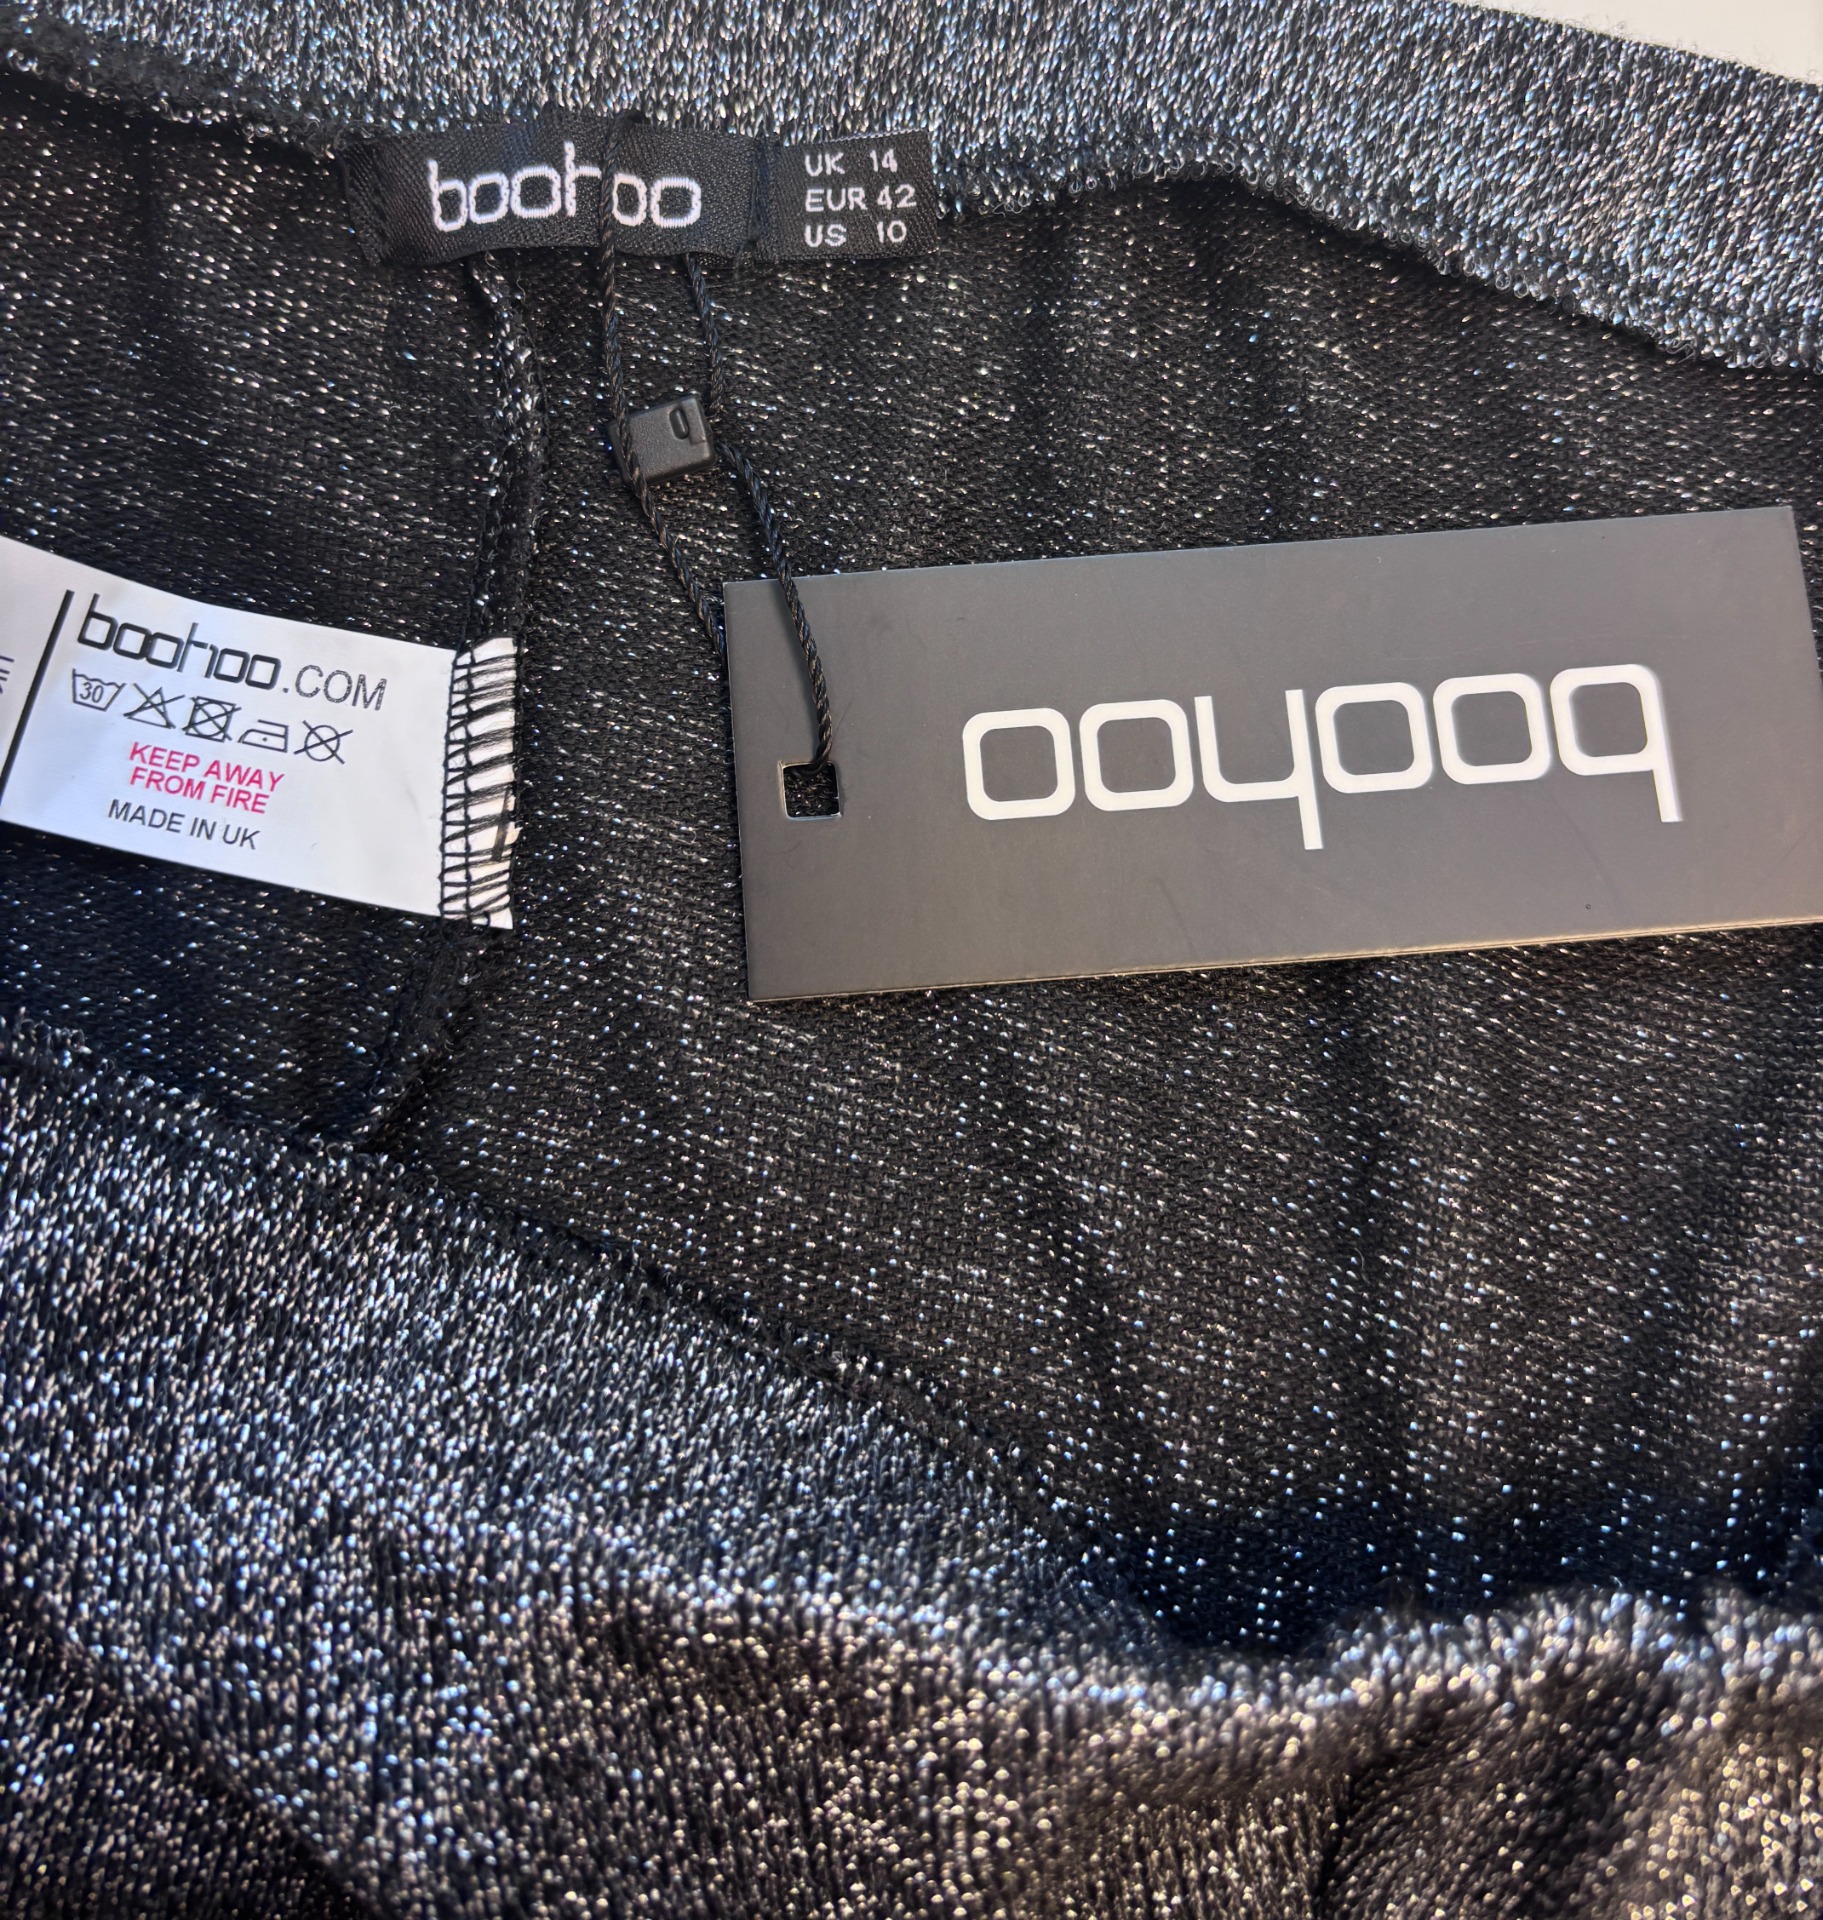 boohoo
UK 14
EUR 42
US 10
boohoo.COM
30
KEEP AWAY
FROM FIRE
MADE IN UK
boohoo